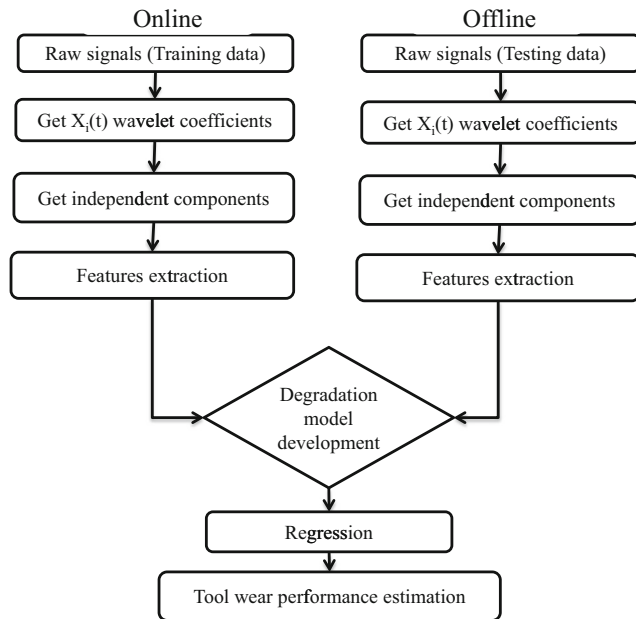 Online
Raw signals (Training data)
Get Xᵢ(t) wavelet coefficients
Get independent components
Features extraction
Offline
Raw signals (Testing data)
Get Xᵢ(t) wavelet coefficients
Get independent components
Features extraction
Degradation
model
development
Regression
Tool wear performance estimation